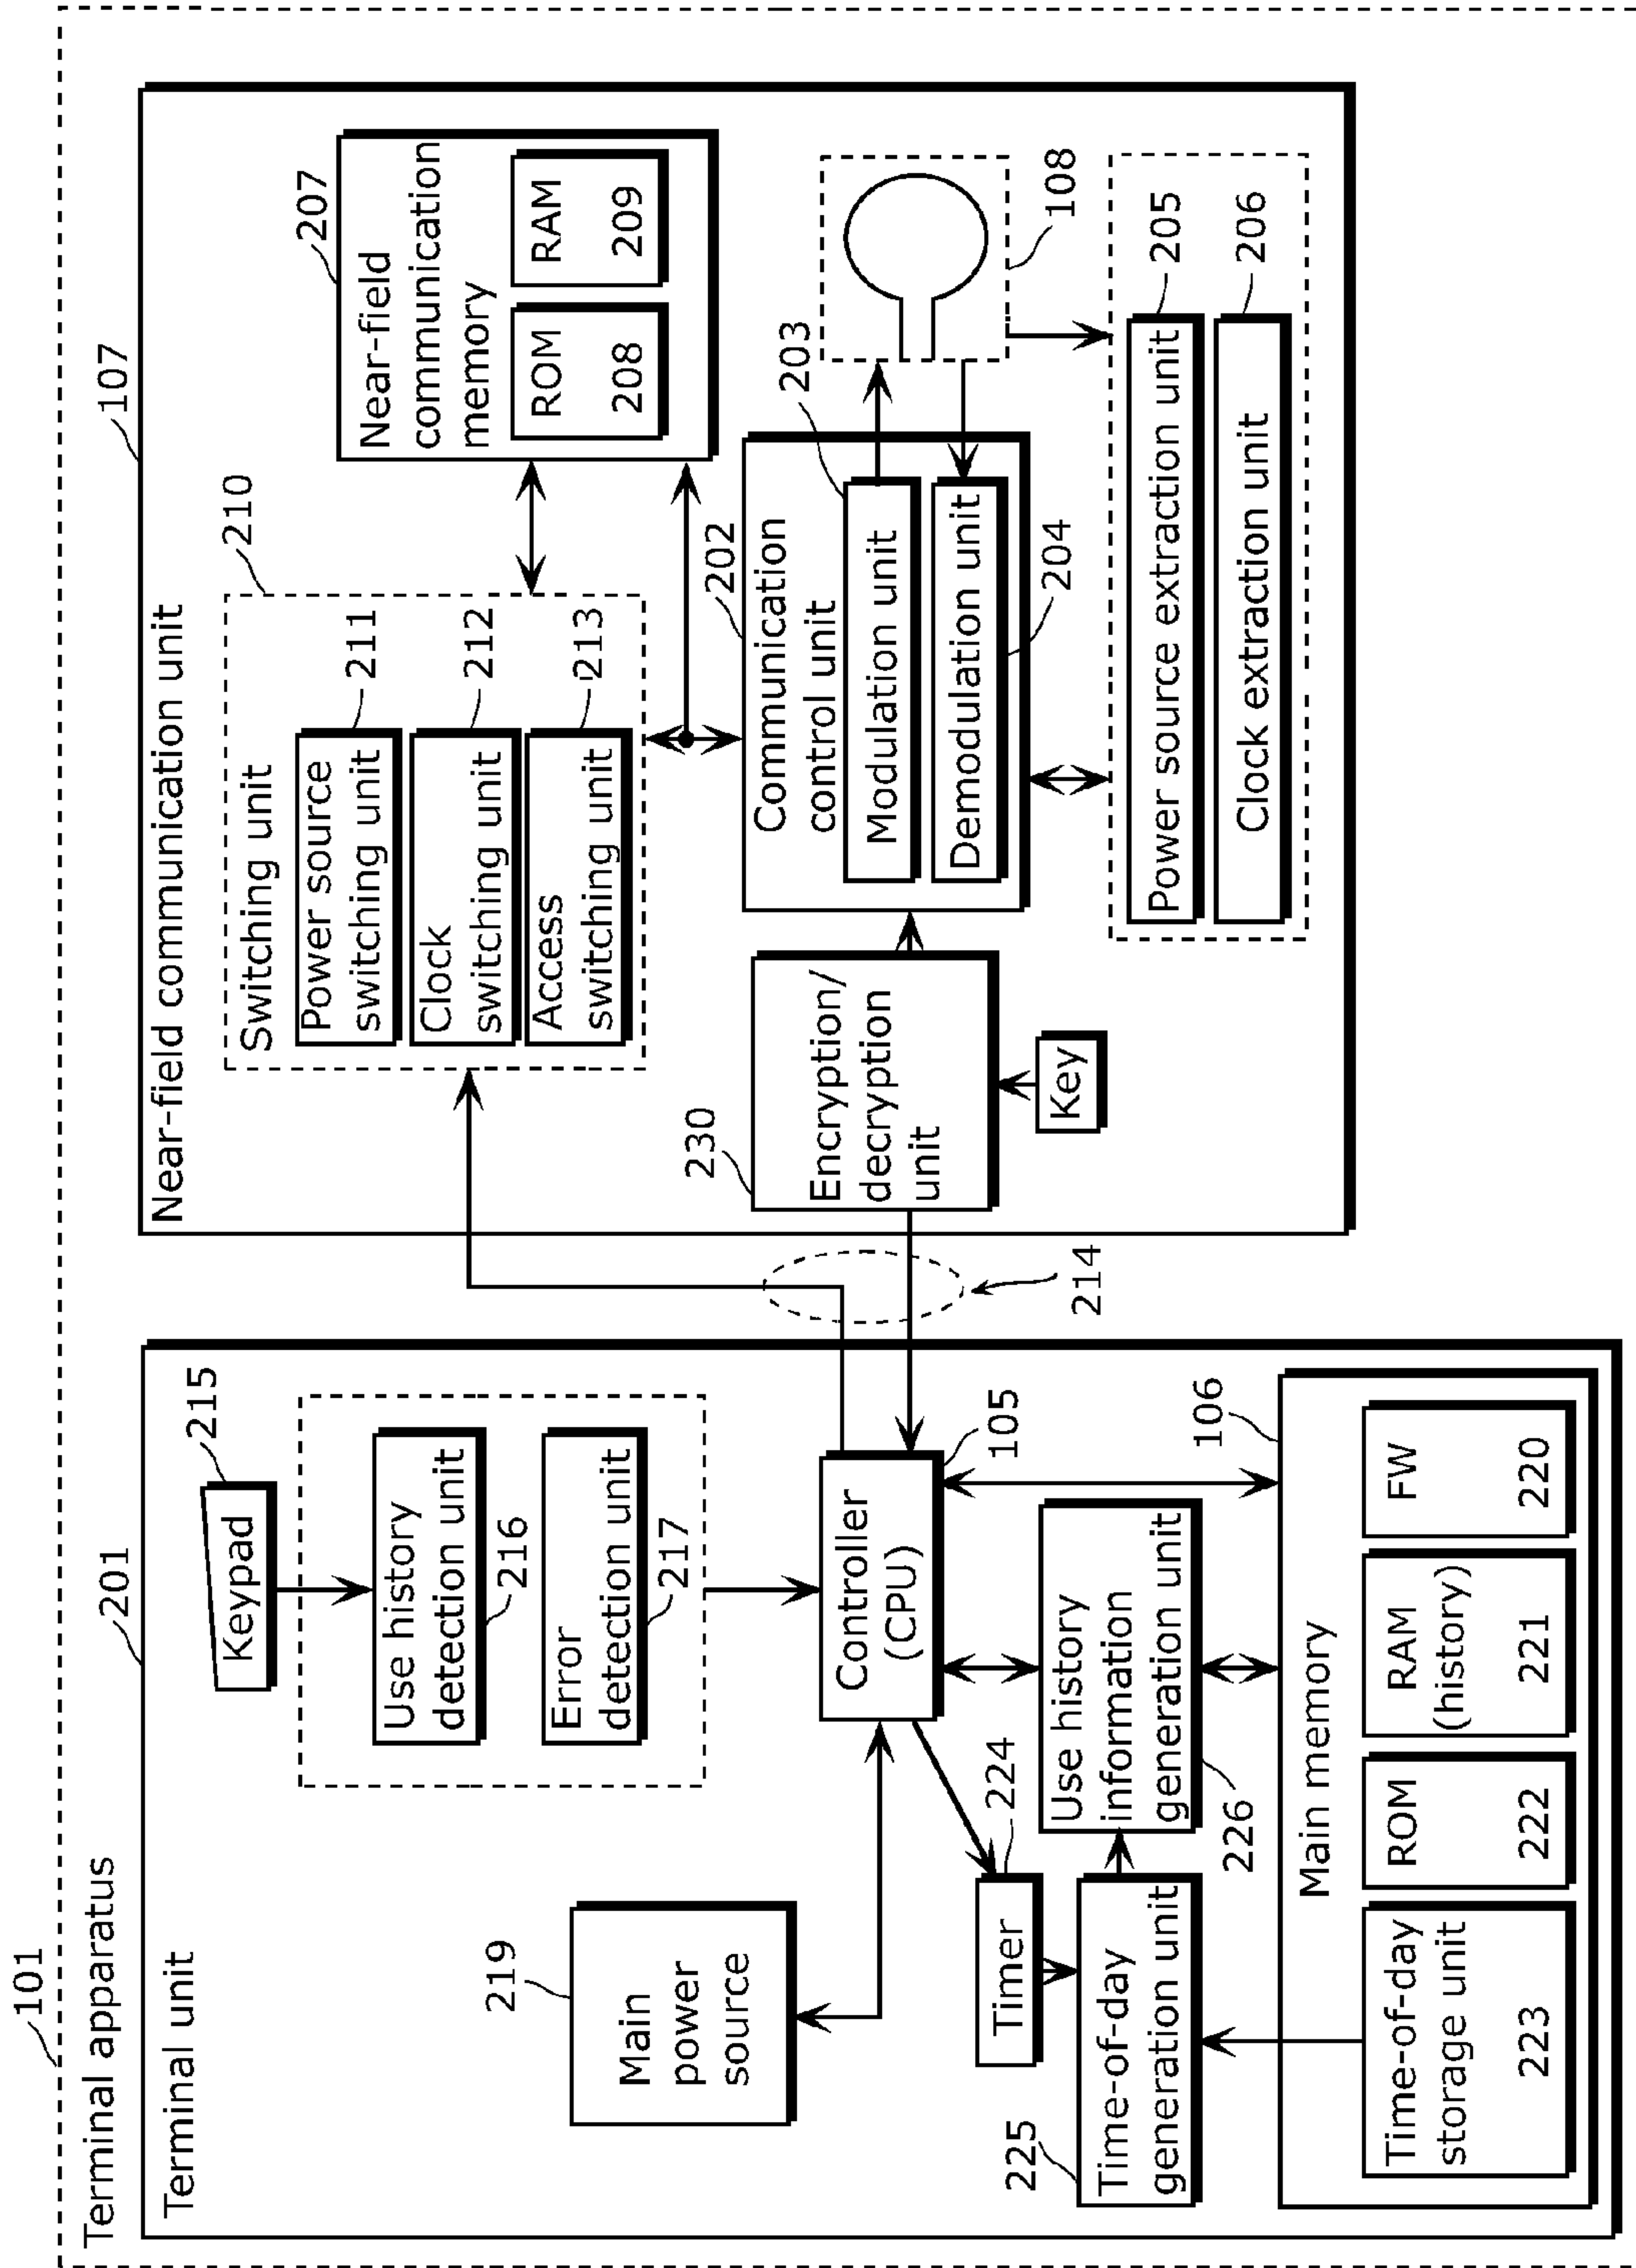 101
Terminal apparatus
201
Terminal unit
215
Keypad
Use history
detection unit
216
Error
detection unit
217
219
Main
power
source
Controller
(CPU)
105
Timer
224
225
Time-of-day
generation unit
Use history
information
generation unit
226
106
Main memory
Time-of-day
storage unit
223
ROM
222
RAM
(history)
221
FW
220
214
107
Near-field communication unit
210
Switching unit
Power source
switching unit
211
Clock
switching unit
212
Access
switching unit
213
207
Near-field
communication
memory
ROM
208
RAM
209
230
Encryption/
decryption
unit
Key
202
Communication
control unit
203
Modulation unit
Demodulation unit
204
108
Power source extraction unit
205
Clock extraction unit
206